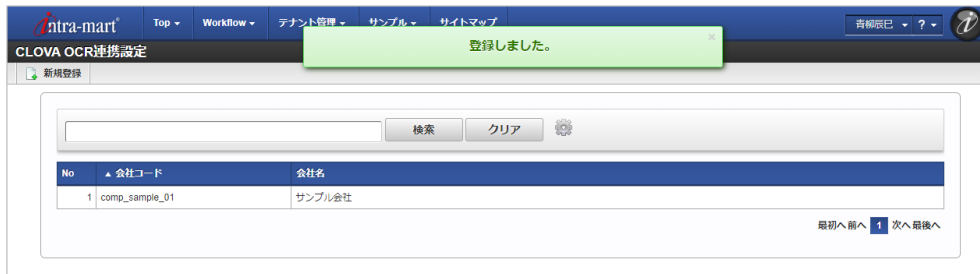 intra-mart Top Workflow テナント管理 サンプル サイトマップ 青柳辰巳 ?
登録しました。 ×
CLOVA OCR連携設定
新規登録
検索 クリア
No ▲ 会社コード 会社名
1 comp_sample_01 サンプル会社
最初へ 前へ 1 次へ 最後へ